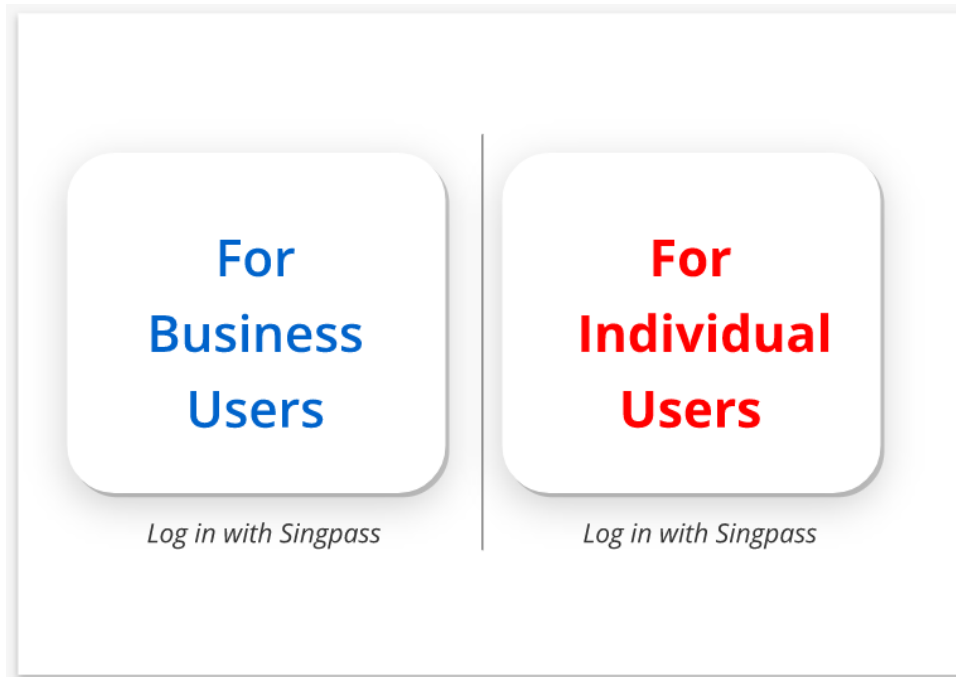 For
Business
Users
Log in with Singpass
For
Individual
Users
Log in with Singpass